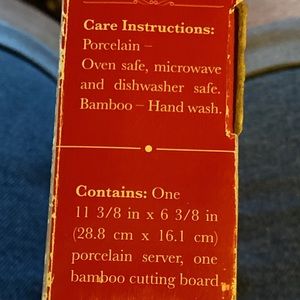 Care Instructions:
Porcelain –
Oven safe, microwave
and dishwasher safe.
Bamboo – Hand wash.
Contains: One
11 3/8 in x 6 3/8 in
(28.8 cm x 16.1 cm)
porcelain server, one
bamboo cutting board